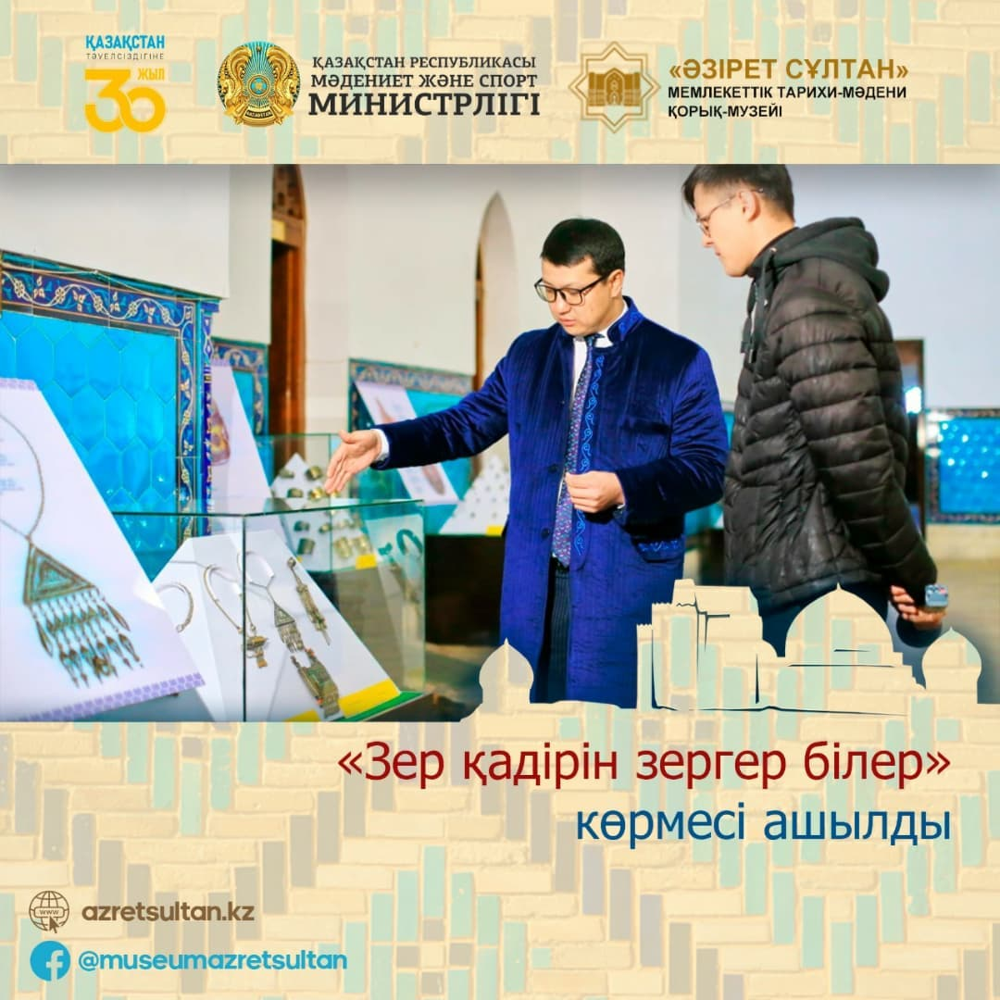 ҚАЗАҚСТАН
ТӘУЕЛСІЗДІГІНЕ
30 ЖЫЛ
ҚАЗАҚСТАН РЕСПУБЛИКАСЫ
МӘДЕНИЕТ ЖӘНЕ СПОРТ
МИНИСТРЛІГІ
«ӘЗІРЕТ СҰЛТАН»
МЕМЛЕКЕТТІК ТАРИХИ-МӘДЕНИ
ҚОРЫҚ-МУЗЕЙІ
«Зер қадірін зергер білер»
көрмесі ашылды
www
azretsultan.kz
@museumazretsultan